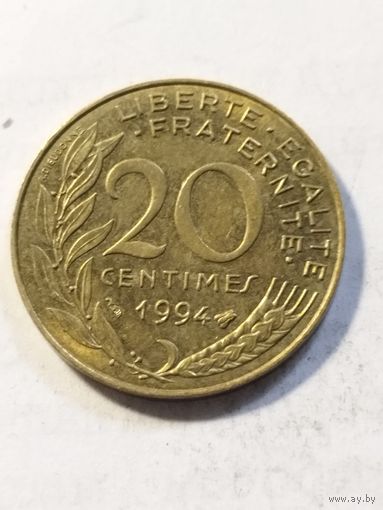 LIBERTE · EGALITE
· FRATERNITE ·
20
CENTIMES
1994
www.ay.by